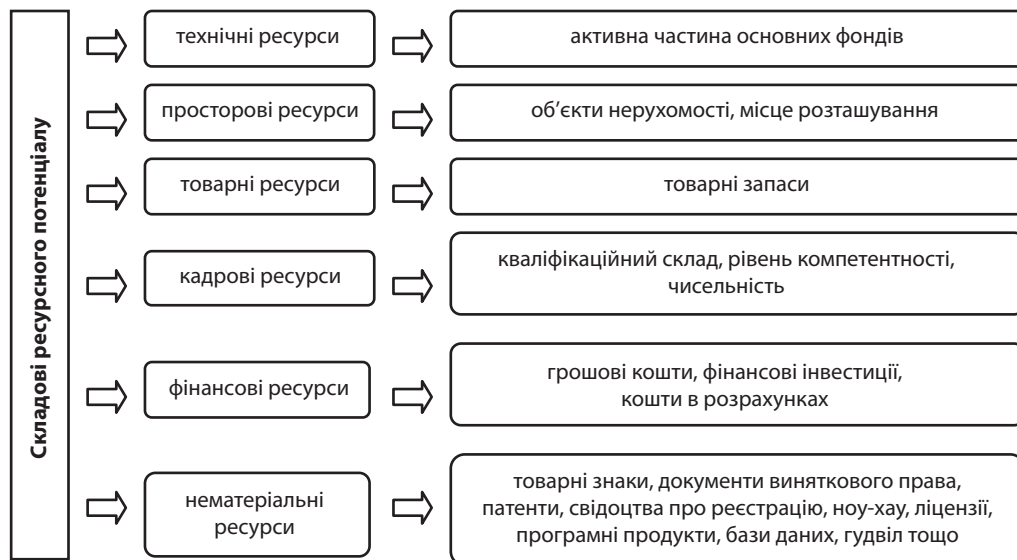 Складові ресурсного потенціалу
технічні ресурси
активна частина основних фондів
просторові ресурси
об’єкти нерухомості, місце розташування
товарні ресурси
товарні запаси
кадрові ресурси
кваліфікаційний склад, рівень компетентності,
чисельність
фінансові ресурси
грошові кошти, фінансові інвестиції,
кошти в розрахунках
нематеріальні
ресурси
товарні знаки, документи виняткового права,
патенти, свідоцтва про реєстрацію, ноу-хау, ліцензії,
програмні продукти, бази даних, гудвіл тощо